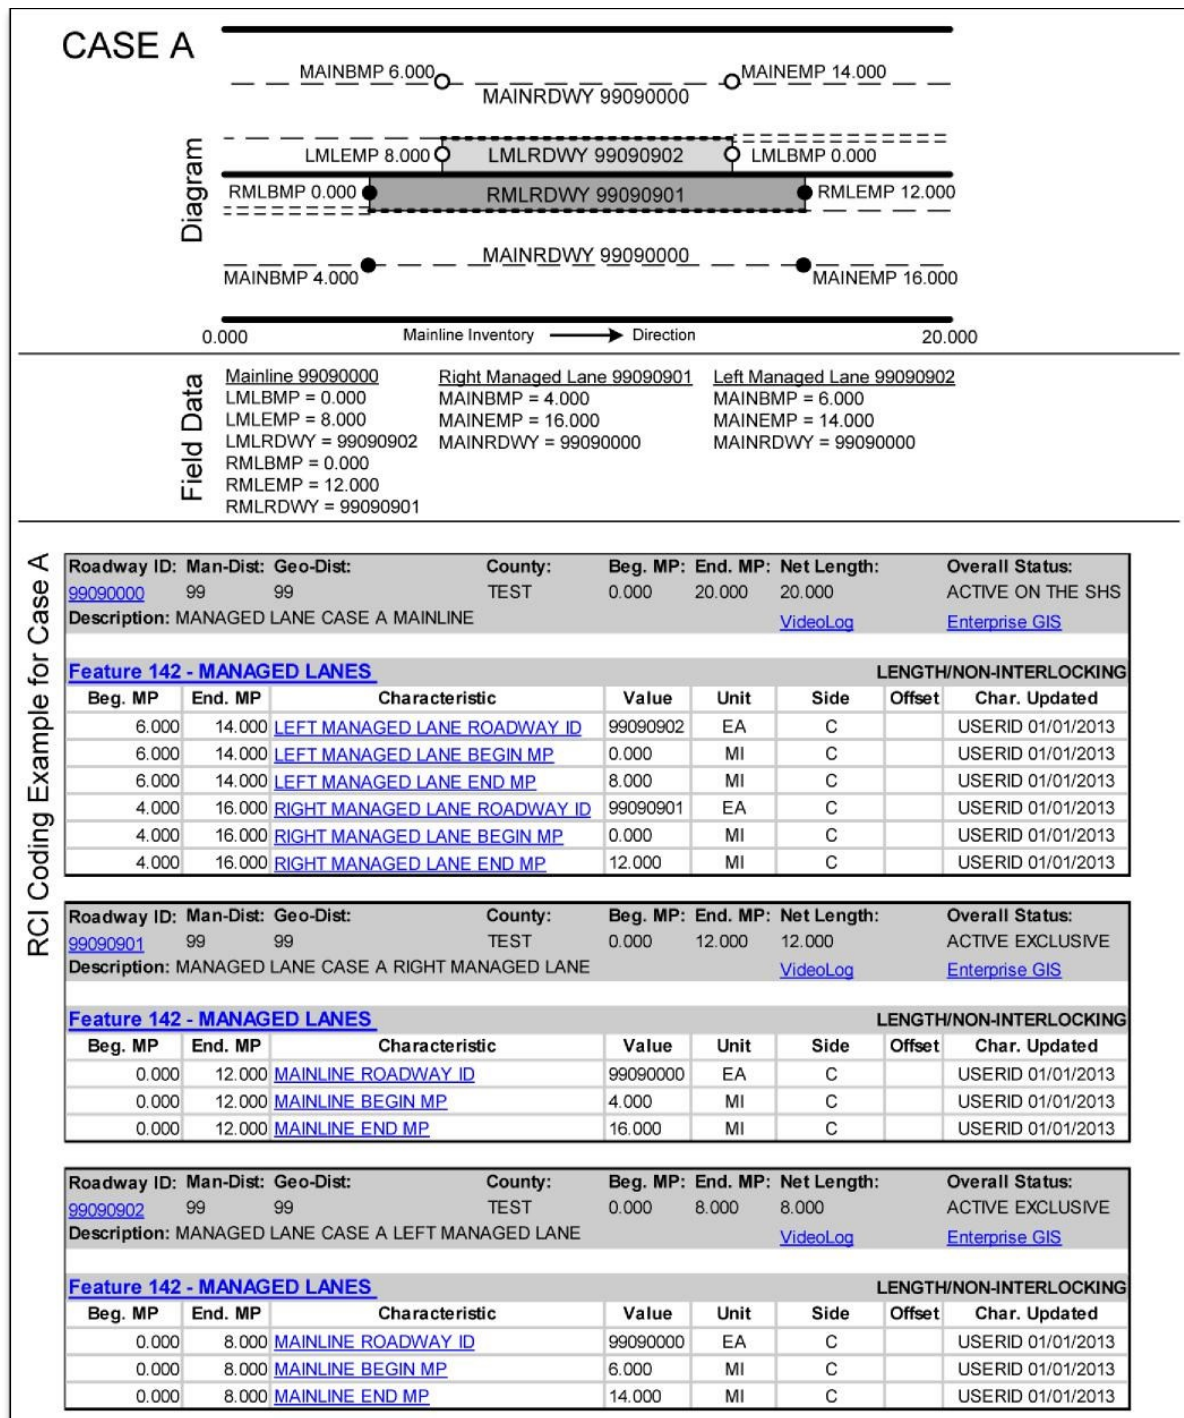 CASE A
Diagram
MAINBMP 6.000
MAINEMP 14.000
MAINRDWY 99090000
LMLEMP 8.000
LMLRDWY 99090902
LMLBMP 0.000
RMLBMP 0.000
RMLRDWY 99090901
RMLEMP 12.000
MAINRDWY 99090000
MAINBMP 4.000
MAINEMP 16.000
0.000 Mainline Inventory Direction 20.000
Field Data
Mainline 99090000
LMLBMP = 0.000
LMLEMP = 8.000
LMLRDWY = 99090902
RMLBMP = 0.000
RMLEMP = 12.000
RMLRDWY = 99090901
Right Managed Lane 99090901
MAINBMP = 4.000
MAINEMP = 16.000
MAINRDWY = 99090000
Left Managed Lane 99090902
MAINBMP = 6.000
MAINEMP = 14.000
MAINRDWY = 99090000
RCI Coding Example for Case A
Roadway ID: Man-Dist: Geo-Dist: County: Beg. MP: End. MP: Net Length: Overall Status:
99090000 99 99 TEST 0.000 20.000 20.000 ACTIVE ON THE SHS
Description: MANAGED LANE CASE A MAINLINE VideoLog Enterprise GIS
Feature 142 - MANAGED LANES LENGTH/NON-INTERLOCKING
Beg. MP End. MP Characteristic Value Unit Side Offset Char. Updated
6.000 14.000 LEFT MANAGED LANE ROADWAY ID 99090902 EA C USERID 01/01/2013
6.000 14.000 LEFT MANAGED LANE BEGIN MP 0.000 MI C USERID 01/01/2013
6.000 14.000 LEFT MANAGED LANE END MP 8.000 MI C USERID 01/01/2013
4.000 16.000 RIGHT MANAGED LANE ROADWAY ID 99090901 EA C USERID 01/01/2013
4.000 16.000 RIGHT MANAGED LANE BEGIN MP 0.000 MI C USERID 01/01/2013
4.000 16.000 RIGHT MANAGED LANE END MP 12.000 MI C USERID 01/01/2013
Roadway ID: Man-Dist: Geo-Dist: County: Beg. MP: End. MP: Net Length: Overall Status:
99090901 99 99 TEST 0.000 12.000 12.000 ACTIVE EXCLUSIVE
Description: MANAGED LANE CASE A RIGHT MANAGED LANE VideoLog Enterprise GIS
Feature 142 - MANAGED LANES LENGTH/NON-INTERLOCKING
Beg. MP End. MP Characteristic Value Unit Side Offset Char. Updated
0.000 12.000 MAINLINE ROADWAY ID 99090000 EA C USERID 01/01/2013
0.000 12.000 MAINLINE BEGIN MP 4.000 MI C USERID 01/01/2013
0.000 12.000 MAINLINE END MP 16.000 MI C USERID 01/01/2013
Roadway ID: Man-Dist: Geo-Dist: County: Beg. MP: End. MP: Net Length: Overall Status:
99090902 99 99 TEST 0.000 8.000 8.000 ACTIVE EXCLUSIVE
Description: MANAGED LANE CASE A LEFT MANAGED LANE VideoLog Enterprise GIS
Feature 142 - MANAGED LANES LENGTH/NON-INTERLOCKING
Beg. MP End. MP Characteristic Value Unit Side Offset Char. Updated
0.000 8.000 MAINLINE ROADWAY ID 99090000 EA C USERID 01/01/2013
0.000 8.000 MAINLINE BEGIN MP 6.000 MI C USERID 01/01/2013
0.000 8.000 MAINLINE END MP 14.000 MI C USERID 01/01/2013